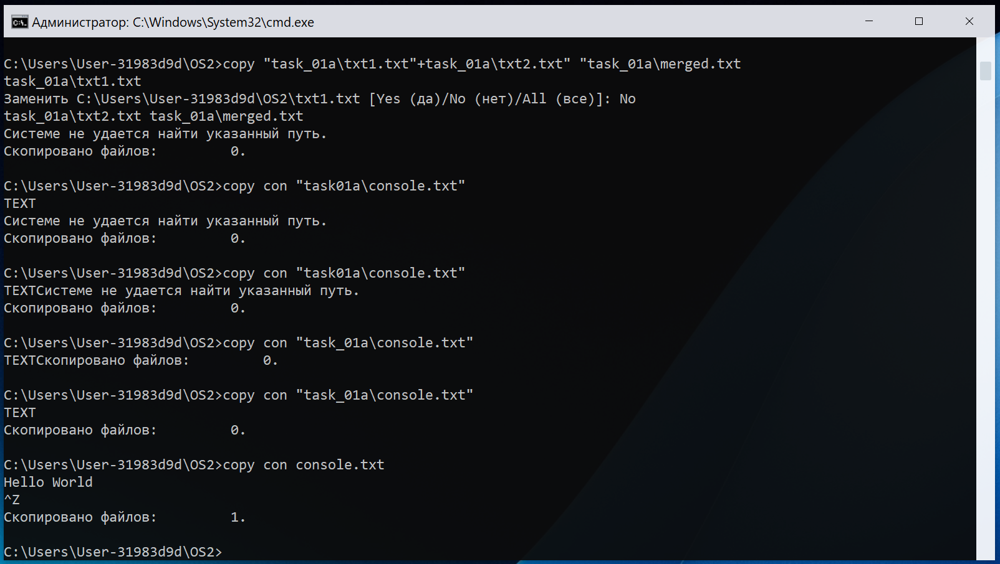 Администратор: C:\Windows\System32\cmd.exe
C:\Users\User-31983d9d\OS2>copy "task_01a\txt1.txt"+task_01a\txt2.txt" "task_01a\merged.txt
task_01a\txt1.txt
Заменить C:\Users\User-31983d9d\OS2\txt1.txt [Yes (да)/No (нет)/All (все)]: No
task_01a\txt2.txt task_01a\merged.txt
Системе не удается найти указанный путь.
Скопировано файлов:         0.
C:\Users\User-31983d9d\OS2>copy con "task01a\console.txt"
TEXT
Системе не удается найти указанный путь.
Скопировано файлов:         0.
C:\Users\User-31983d9d\OS2>copy con "task01a\console.txt"
TEXTСистеме не удается найти указанный путь.
Скопировано файлов:         0.
C:\Users\User-31983d9d\OS2>copy con "task_01a\console.txt"
TEXTСкопировано файлов:         0.
C:\Users\User-31983d9d\OS2>copy con "task_01a\console.txt"
TEXT
Скопировано файлов:         0.
C:\Users\User-31983d9d\OS2>copy con console.txt
Hello World
^Z
Скопировано файлов:         1.
C:\Users\User-31983d9d\OS2>